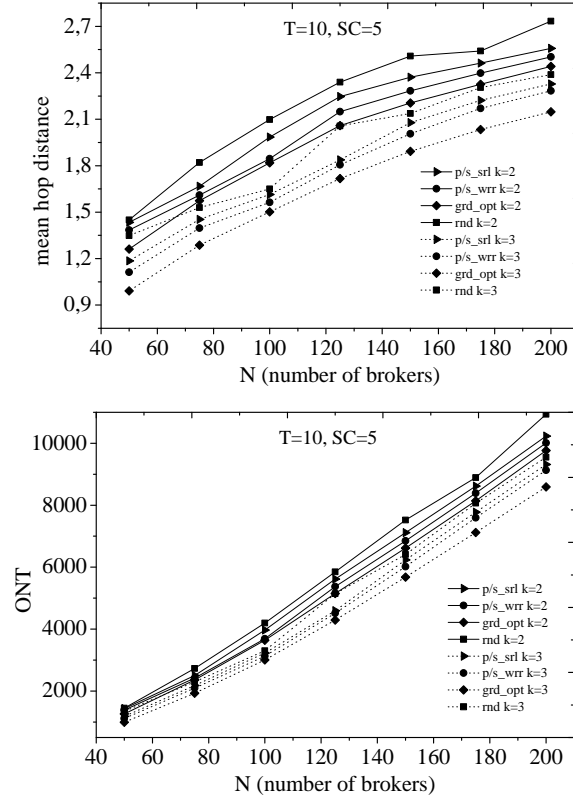 2,7
2,4
2,1
1,8
1,5
1,2
0,9
mean hop distance
T=10, SC=5
p/s_srl k=2
p/s_wrr k=2
grd_opt k=2
rnd k=2
p/s_srl k=3
p/s_wrr k=3
grd_opt k=3
rnd k=3
40 60 80 100 120 140 160 180 200
N (number of brokers)
10000
8000
6000
4000
2000
ONT
T=10, SC=5
p/s_srl k=2
p/s_wrr k=2
grd_opt k=2
rnd k=2
p/s_srl k=3
p/s_wrr k=3
grd_opt k=3
rnd k=3
40 60 80 100 120 140 160 180 200
N (number of brokers)